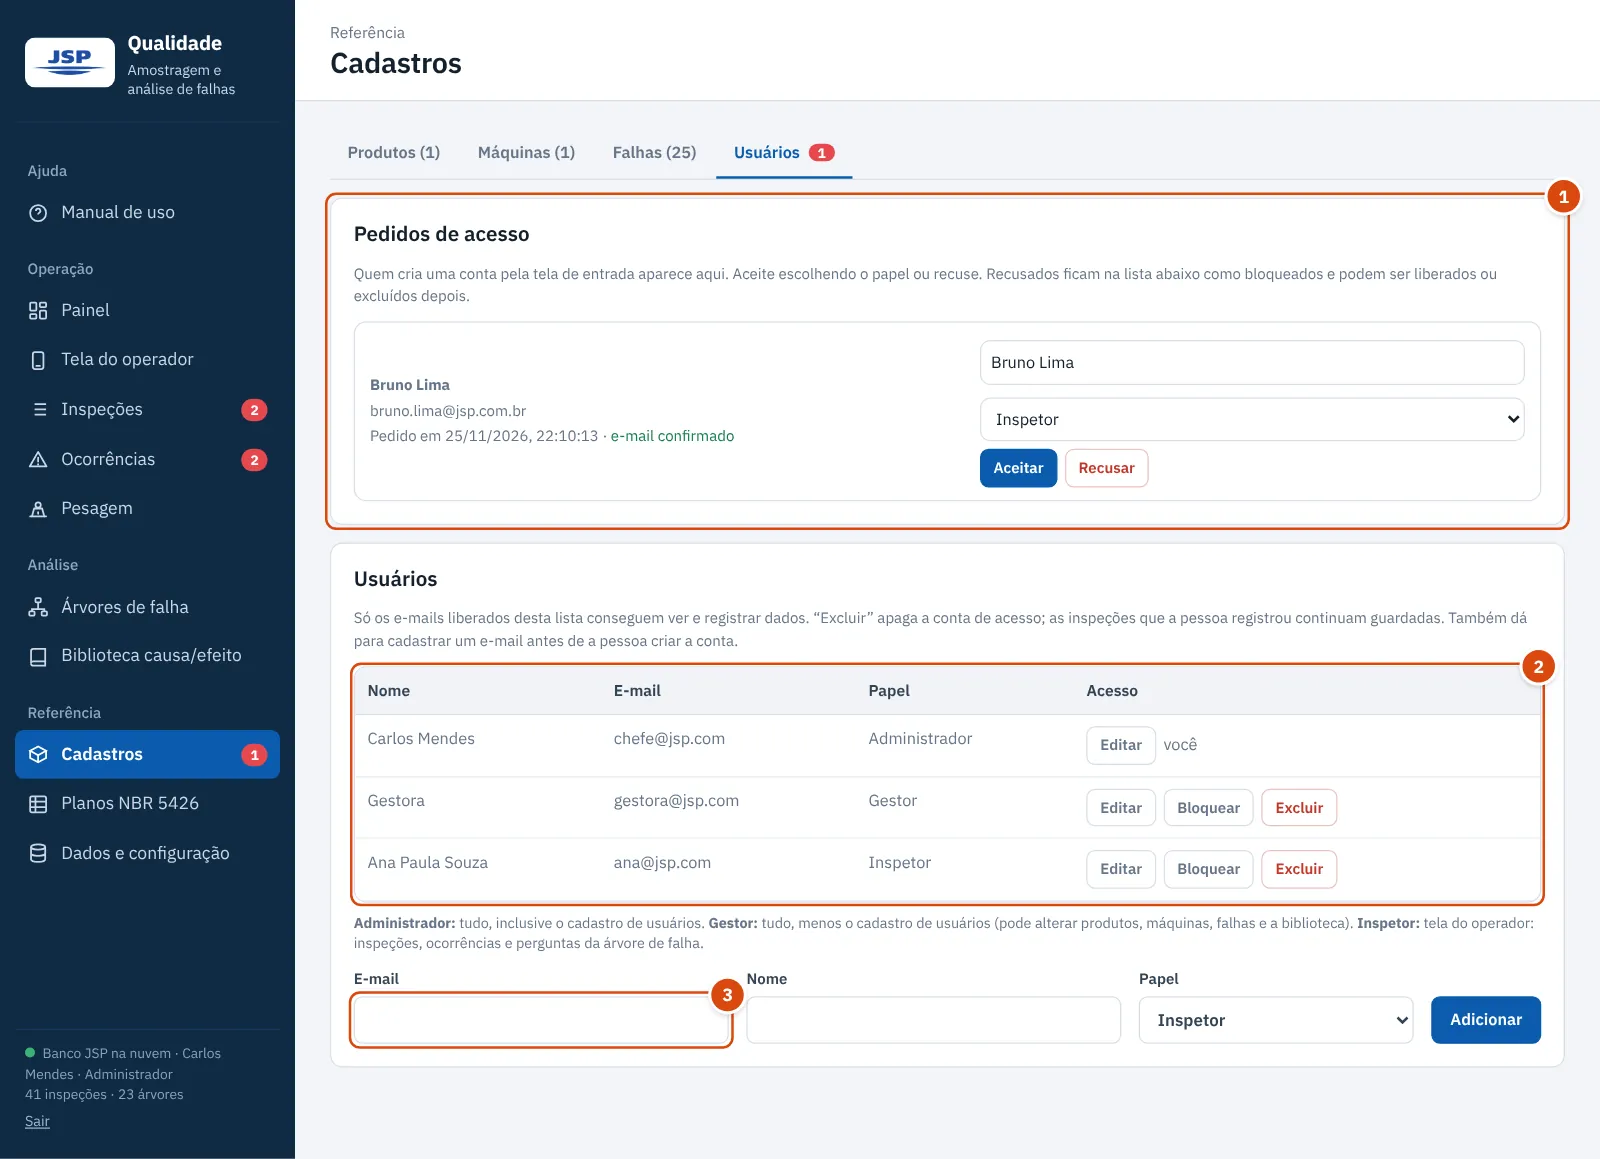 JSP
Qualidade
Amostragem e
análise de falhas
Ajuda
Manual de uso
Operação
Painel
Tela do operador
Inspeções 2
Ocorrências 2
Pesagem
Análise
Árvores de falha
Biblioteca causa/efeito
Referência
Cadastros 1
Planos NBR 5426
Dados e configuração
Banco JSP na nuvem · Carlos
Mendes · Administrador
41 inspeções · 23 árvores
Sair
Referência
Cadastros
Produtos (1) Máquinas (1) Falhas (25) Usuários 1
1
Pedidos de acesso
Quem cria uma conta pela tela de entrada aparece aqui. Aceite escolhendo o papel ou recuse. Recusados ficam na lista abaixo como bloqueados e podem ser liberados ou
excluídos depois.
Bruno Lima
bruno.lima@jsp.com.br
Pedido em 25/11/2026, 22:10:13 · e-mail confirmado
Bruno Lima
Inspetor
Aceitar Recusar
Usuários
Só os e-mails liberados desta lista conseguem ver e registrar dados. “Excluir” apaga a conta de acesso; as inspeções que a pessoa registrou continuam guardadas. Também dá
para cadastrar um e-mail antes de a pessoa criar a conta.
2
Nome E-mail Papel Acesso
Carlos Mendes chefe@jsp.com Administrador Editar você
Gestora gestora@jsp.com Gestor Editar Bloquear Excluir
Ana Paula Souza ana@jsp.com Inspetor Editar Bloquear Excluir
Administrador: tudo, inclusive o cadastro de usuários. Gestor: tudo, menos o cadastro de usuários (pode alterar produtos, máquinas, falhas e a biblioteca). Inspetor: tela do operador:
inspeções, ocorrências e perguntas da árvore de falha.
E-mail Nome Papel
3
Inspetor Adicionar